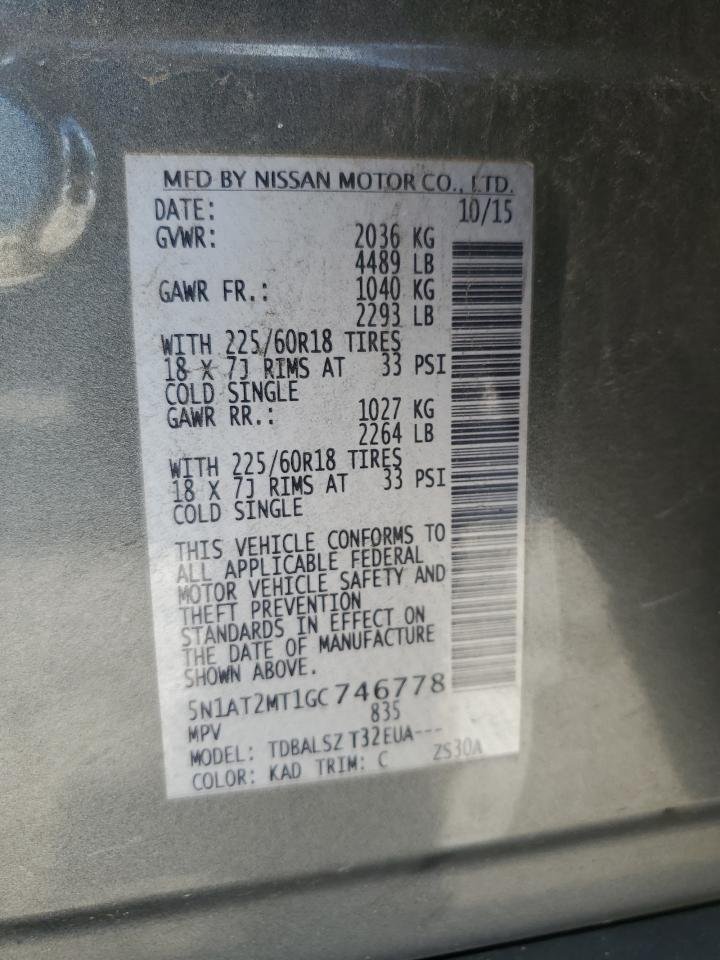 MFD BY NISSAN MOTOR CO., LTD.
DATE: 10/15
GVWR: 2036 KG
4489 LB
GAWR FR.: 1040 KG
2293 LB
WITH 225/60R18 TIRES
18 X 7J RIMS AT 33 PSI
COLD SINGLE
GAWR RR.: 1027 KG
2264 LB
WITH 225/60R18 TIRES
18 X 7J RIMS AT 33 PSI
COLD SINGLE
THIS VEHICLE CONFORMS TO
ALL APPLICABLE FEDERAL
MOTOR VEHICLE SAFETY AND
THEFT PREVENTION
STANDARDS IN EFFECT ON
THE DATE OF MANUFACTURE
SHOWN ABOVE.
5N1AT2MT1GC746778
MPV 835
MODEL: TDBALSZ T32EUA---
COLOR: KAD TRIM: C ZS30A